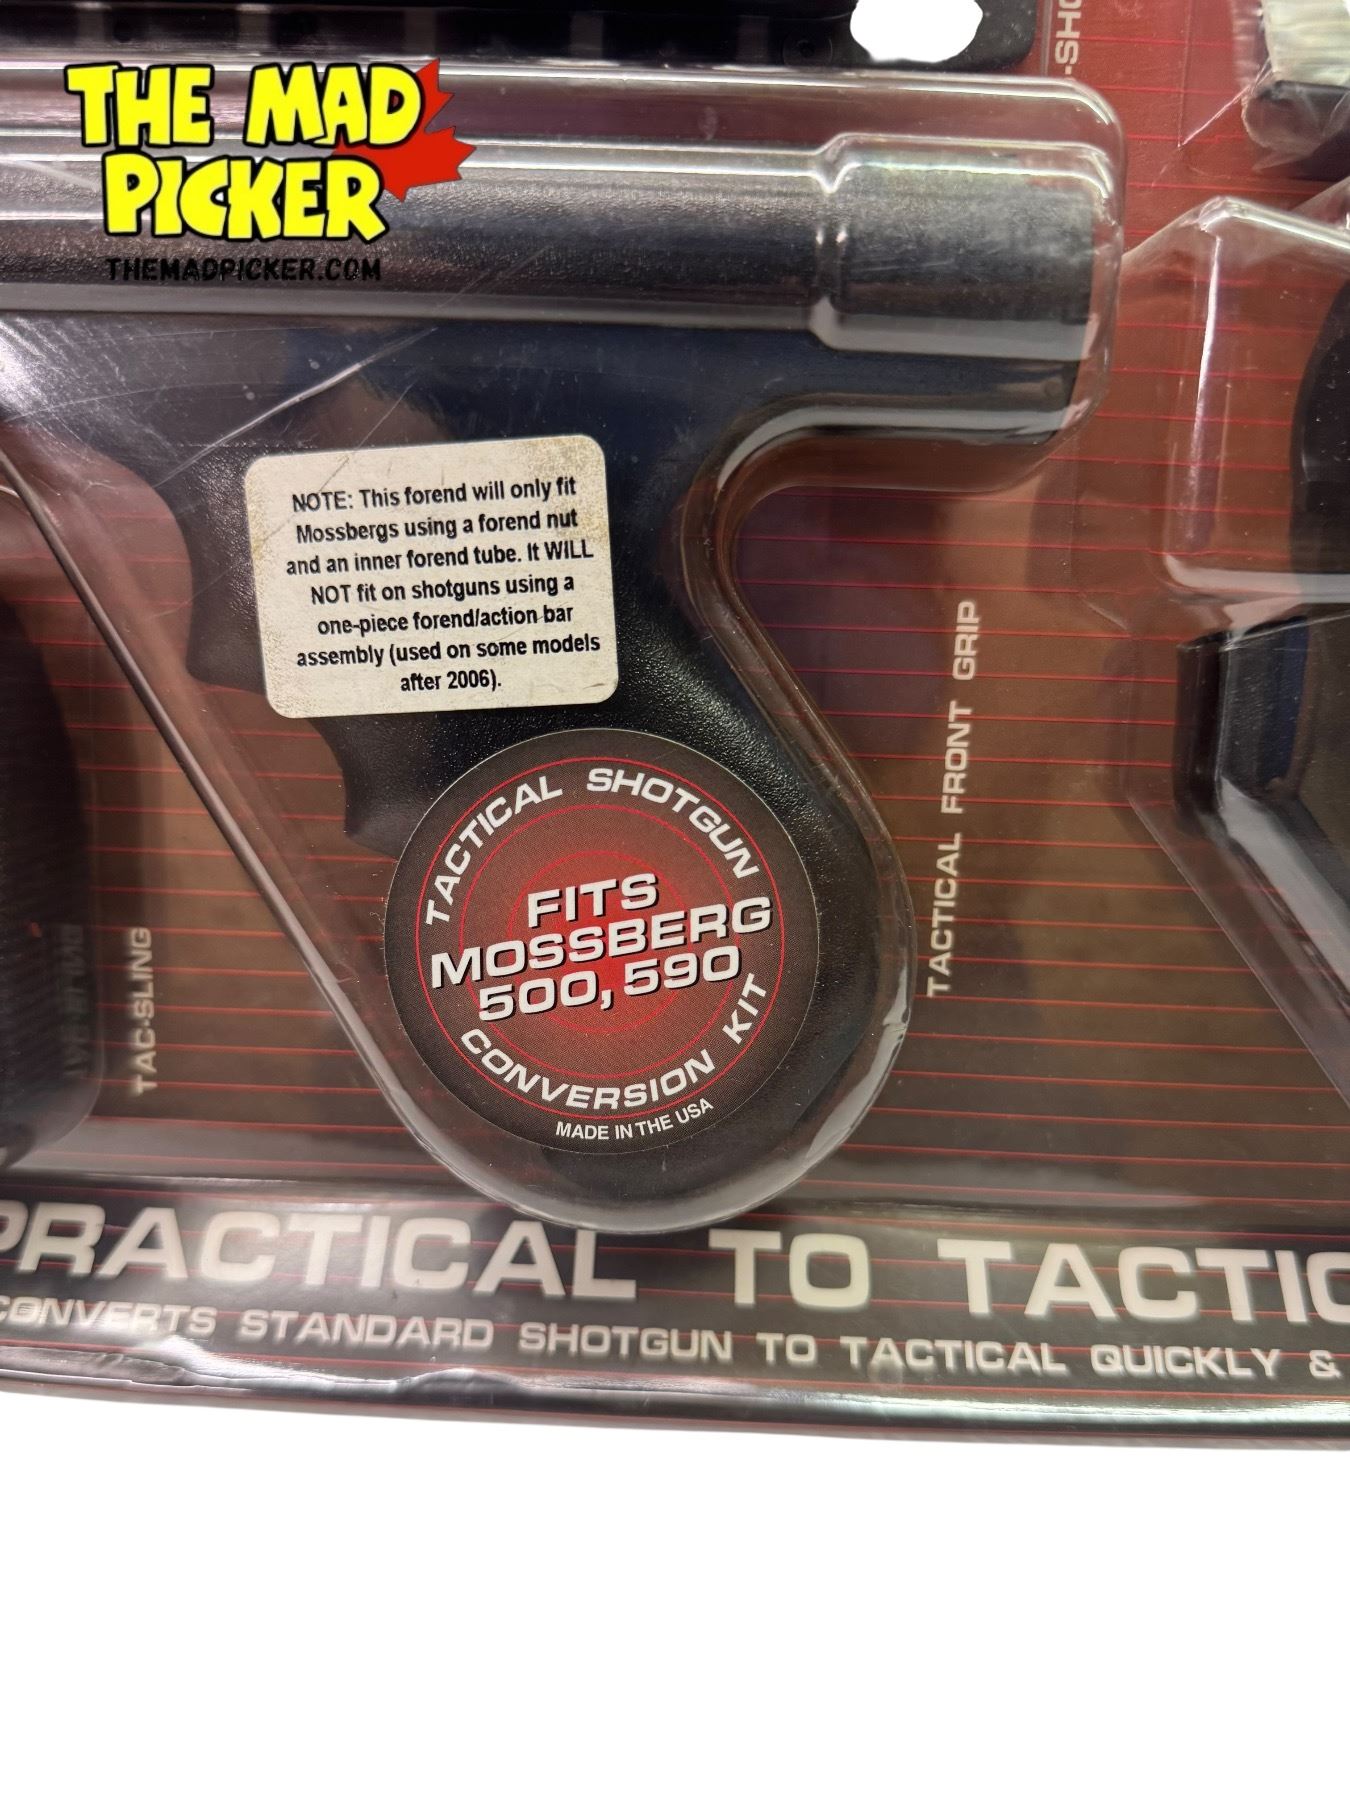 THE MAD
PICKER
THEMADPICKER.COM
NOTE: This forend will only fit
Mossbergs using a forend nut
and an inner forend tube. It WILL
NOT fit on shotguns using a
one-piece forend/action bar
assembly (used on some models
after 2006).
TACTICAL SHOTGUN
FITS
MOSSBERG
500, 590
CONVERSION KIT
MADE IN THE USA
TAC-SLING
TACTICAL FRONT GRIP
PRACTICAL TO
CONVERTS STANDARD SHOTGUN TO TACTICAL QUICKLY &